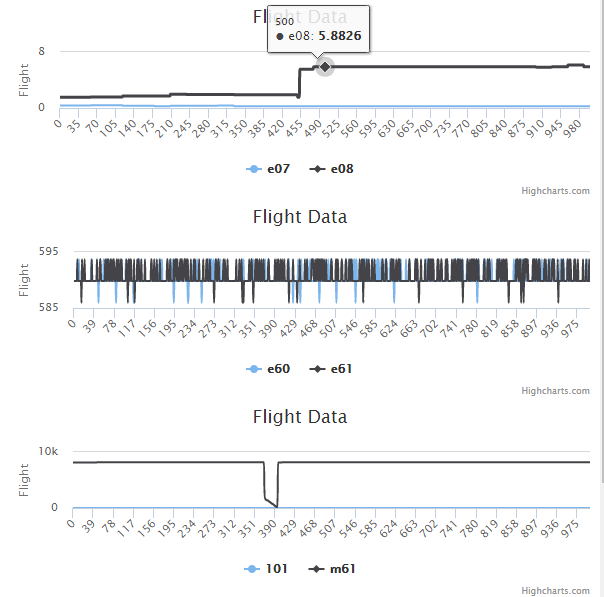 Flight Data
500
● e08: 5.8826
8
Flight
0
0 35 70 105 140 175 210 245 280 315 350 385 420 455 490 525 560 595 630 665 700 735 770 805 840 875 910 945 980
e07 e08
Highcharts.com
Flight Data
595
Flight
585
0 39 78 117 156 195 234 273 312 351 390 429 468 507 546 585 624 663 702 741 780 819 858 897 936 975
e60 e61
Highcharts.com
Flight Data
10k
Flight
0
0 39 78 117 156 195 234 273 312 351 390 429 468 507 546 585 624 663 702 741 780 819 858 897 936 975
101 m61
Highcharts.com